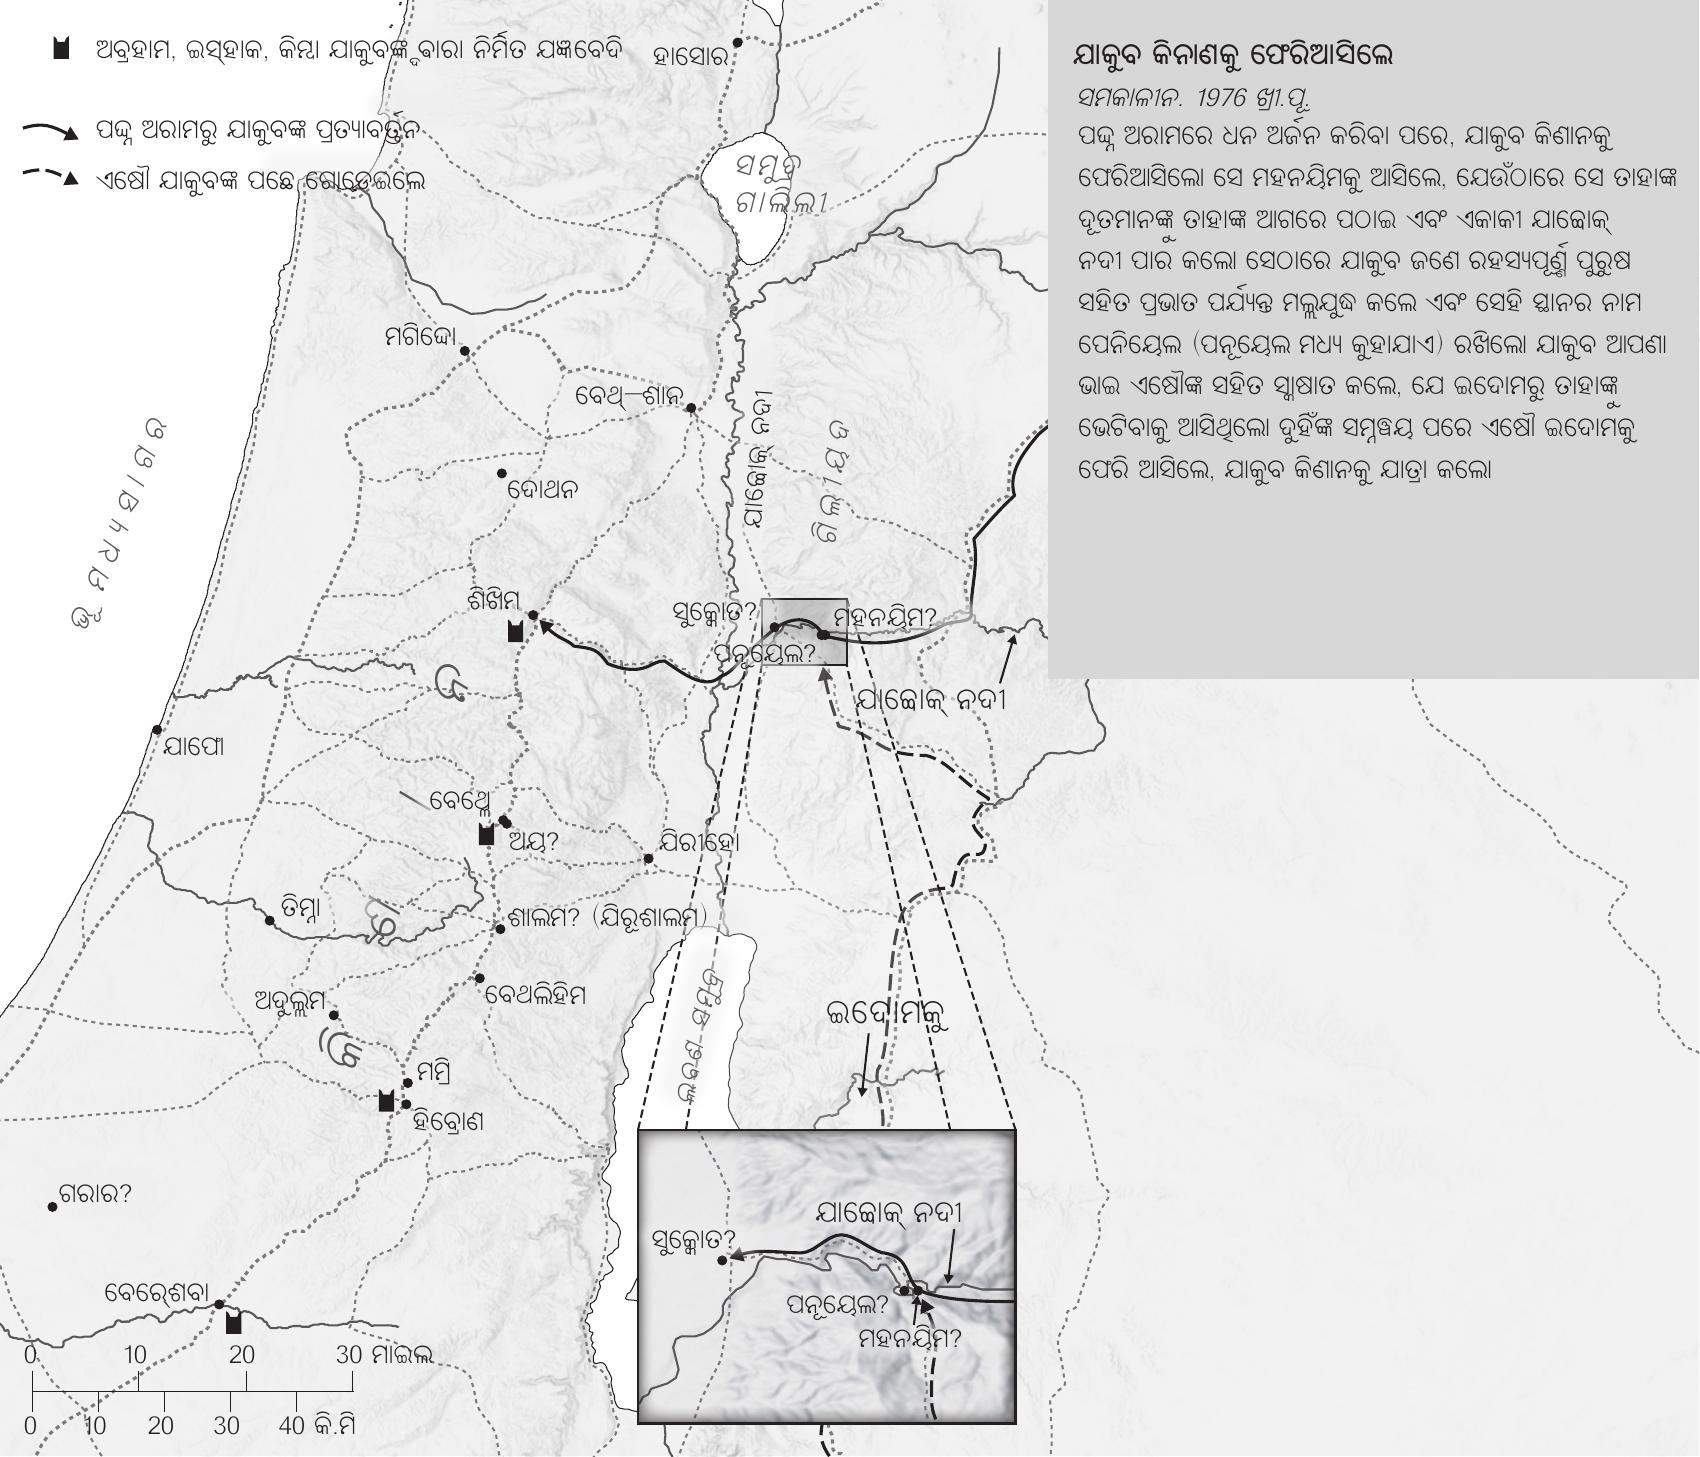 ଅବ୍ରହାମ, ଇସ୍‌ହାକ, କିମ୍ବା ଯାକୁବଙ୍କ ଦ୍ଵାରା ନିର୍ମିତ ଯଜ୍ଞବେଦି
ପଦ୍ଦନ ଅରାମରୁ ଯାକୁବଙ୍କ ପ୍ରତ୍ୟାବର୍ତ୍ତନ
ଏଷୌ ଯାକୁବଙ୍କ ପଛେ ଗୋଡେଇଲେ
ଯାକୁବ କିନାଣକୁ ଫେରିଆସିଲେ
ସମକାଳୀନ. 1976 ଖ୍ରୀ.ପୂ.
ପଦ୍ଦନ ଅରାମରେ ଧନ ଅର୍ଜନ କରିବା ପରେ, ଯାକୁବ କିଣାନକୁ
ଫେରିଆସିଲୋ ସେ ମହନୟିମକୁ ଆସିଲେ, ଯେଉଁଠାରେ ସେ ତାହାଙ୍କ
ଦୂତମାନଙ୍କୁ ତାହାଙ୍କ ଆଗରେ ପଠାଇ ଏବଂ ଏକାକୀ ଯାବ୍ବୋକ୍
ନଦୀ ପାର କଲୋ ସେଠାରେ ଯାକୁବ ଜଣେ ରହସ୍ୟପୂର୍ଣ୍ଣ ପୁରୁଷ
ସହିତ ପ୍ରଭାତ ପର୍ଯ୍ୟନ୍ତ ମଲ୍ଲଯୁଦ୍ଧ କଲେ ଏବଂ ସେହି ସ୍ଥାନର ନାମ
ପେନିୟେଲ (ପନୂୟେଲ ମଧ୍ୟ କୁହାଯାଏ) ରଖିଲୋ ଯାକୁବ ଆପଣା
ଭାଇ ଏଷୌଙ୍କ ସହିତ ସାକ୍ଷାତ କଲେ, ଯେ ଇଦୋମରୁ ତାହାଙ୍କୁ
ଭେଟିବାକୁ ଆସିଥିଲୋ ଦୁହିଁଙ୍କ ସମନ୍ୱୟ ପରେ ଏଷୌ ଇଦୋମକୁ
ଫେରି ଆସିଲେ, ଯାକୁବ କିଣାନକୁ ଯାତ୍ରା କଲୋ
ହାସୋର
ସମୁଦ୍ର
ଗାଲିଲୀ
ମଗିଦ୍ଦୋ
ବେଥ୍-ଶାନ
ଯାବ୍ବୋକ୍ ନଦୀ
ଗିଲୀୟଦ
ଦୋଥନ
ଭୂମଧ୍ୟସାଗର
ଶିଖିମ
ସୁକ୍କୋତ?
ମହନୟିମ?
ପନୂୟେଲ?
ଯାବ୍ବୋକ୍ ନଦୀ
ଯାଫୋ
ବେଥେଲ
ଅୟ?
ଯିରୀହୋ
ତିମ୍ନା
ଶାଲମ? (ଯିରୂଶାଲମ)
ବେଥଲିହିମ
ଅଦୁଲ୍ଲମ
ଲବଣ ସମୁଦ୍ର
ଇଦୋମକୁ
ମମ୍ରି
ହିବ୍ରୋଣ
ଗରାର?
ବେର୍‍ଶେବା
0 10 20 30 ମାଇଲ
0 10 20 30 40 କି.ମି
ଯାବ୍ବୋକ୍ ନଦୀ
ସୁକ୍କୋତ?
ପନୂୟେଲ?
ମହନୟିମ?